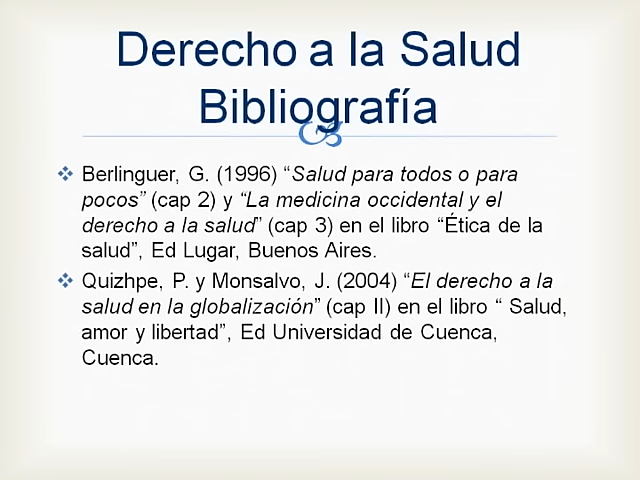 Derecho a la Salud
Bibliografía
Berlinguer, G. (1996) “Salud para todos o para
pocos” (cap 2) y “La medicina occidental y el
derecho a la salud” (cap 3) en el libro “Ética de la
salud”, Ed Lugar, Buenos Aires.
Quizhpe, P. y Monsalvo, J. (2004) “El derecho a la
salud en la globalización” (cap II) en el libro “ Salud,
amor y libertad”, Ed Universidad de Cuenca,
Cuenca.